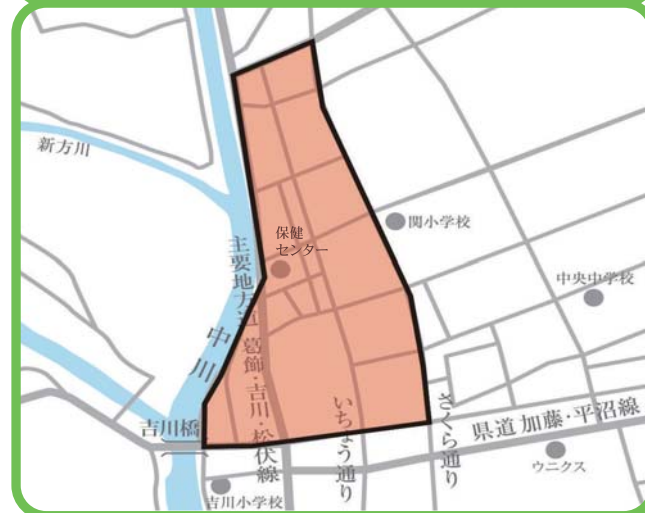 新方川
関小学校
保健
センター
中央中学校
主要地方道 葛飾・吉川・松伏線
中川
いちょう通り
さくら通り
県道 加藤・平沼線
吉川橋
ウニクス
吉川小学校